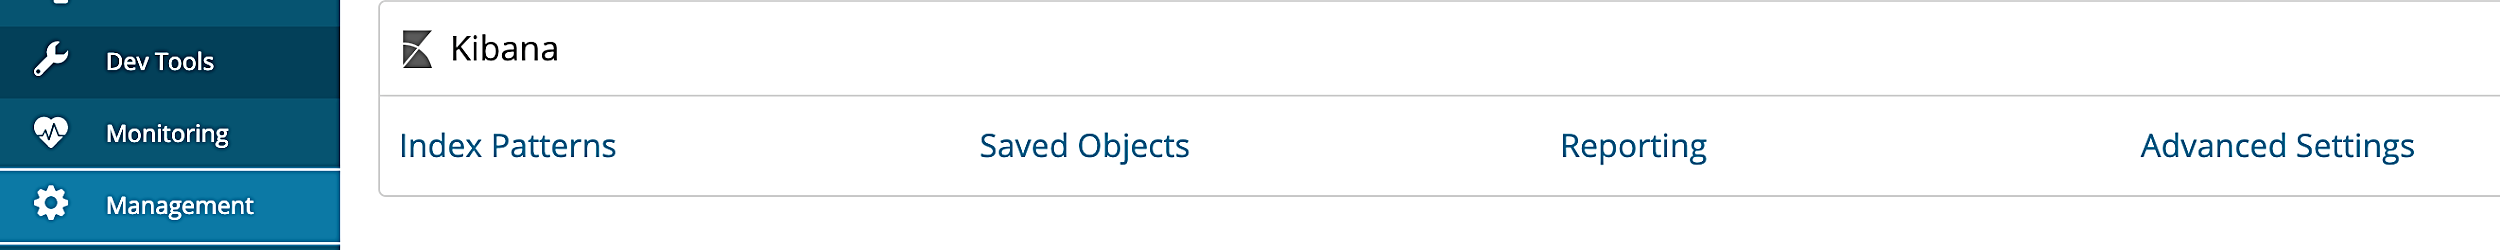 Dev Tools
Monitoring
Management
Kibana
Index Patterns Saved Objects Reporting Advanced Settings